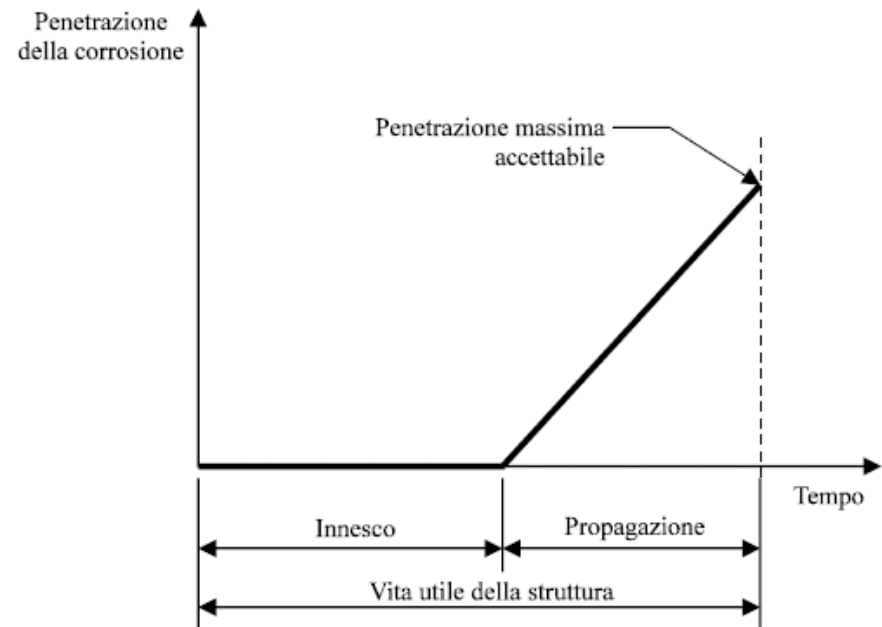 Penetrazione
della corrosione
Penetrazione massima
accettabile
Tempo
Innesco
Propagazione
Vita utile della struttura